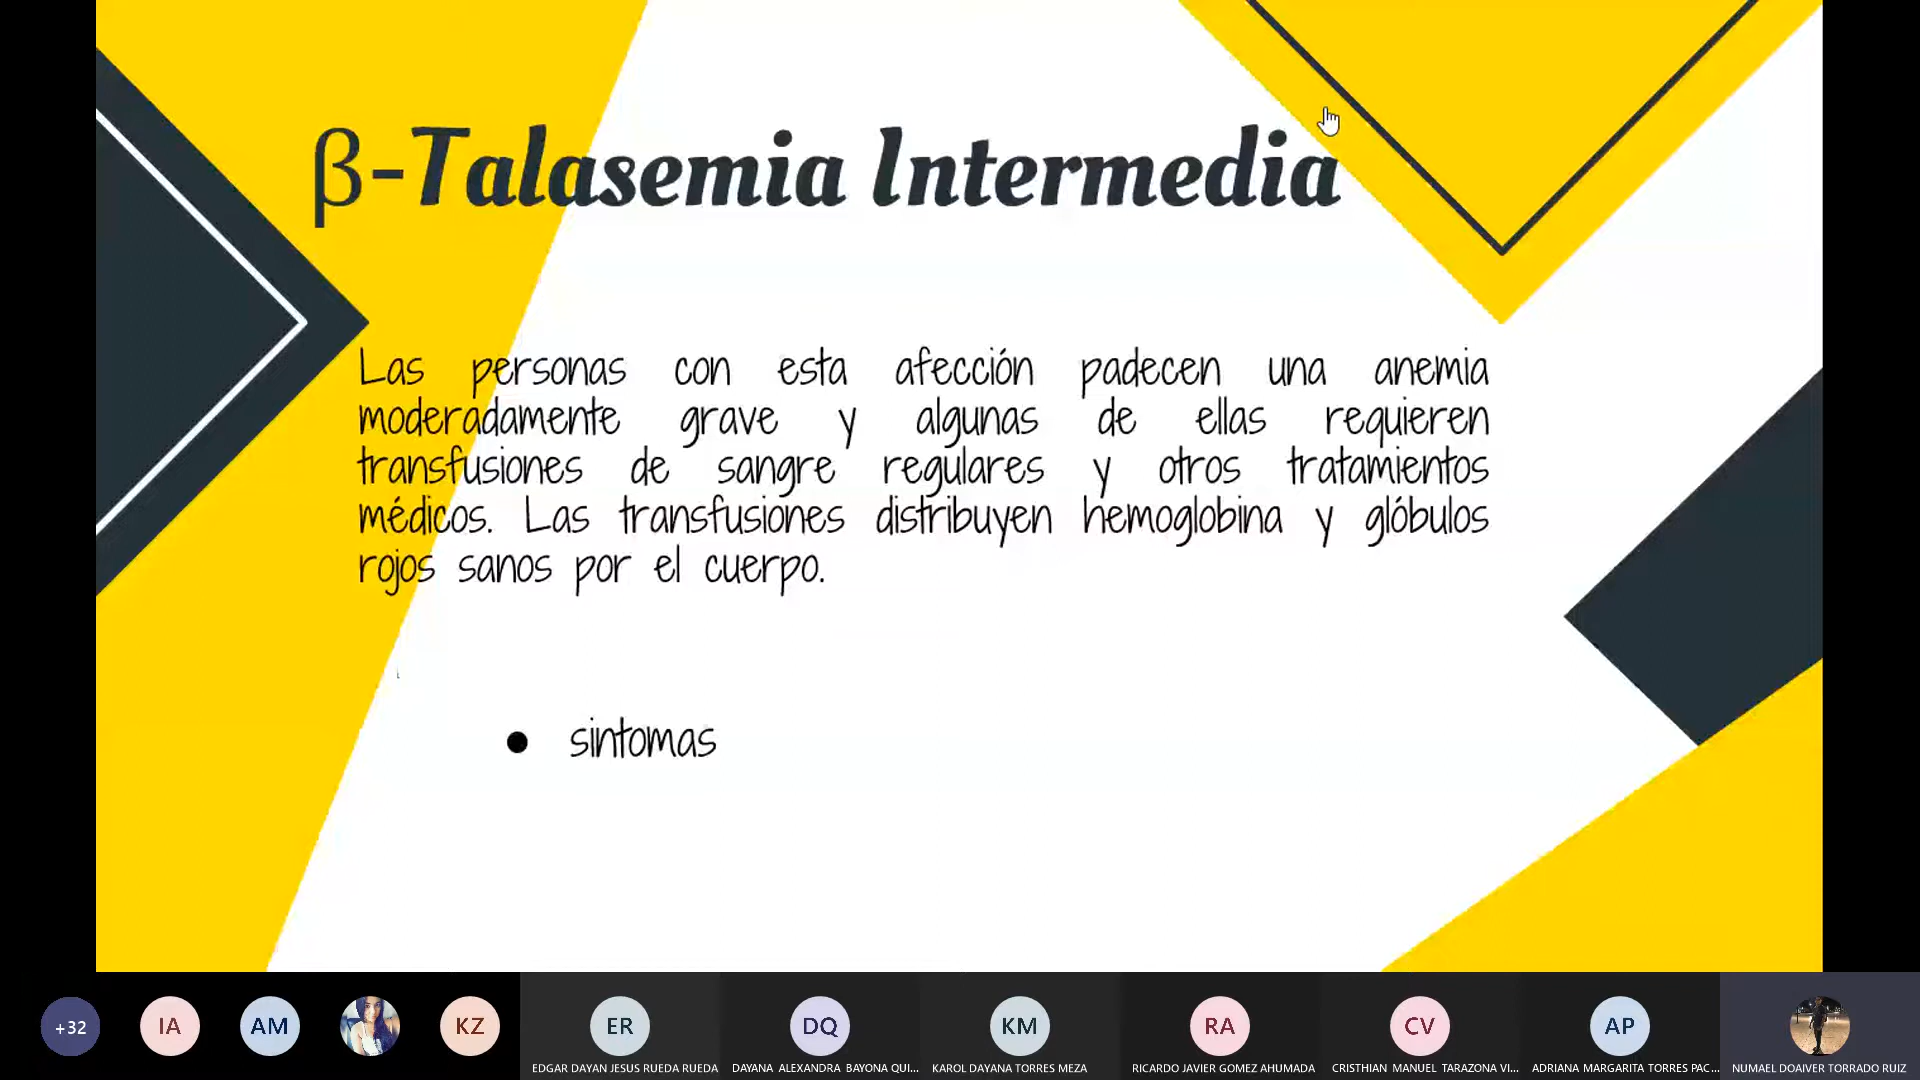 β-Talasemia Intermedia
Las personas con esta afección padecen una anemia
moderadamente grave y algunas de ellas requieren
transfusiones de sangre regulares y otros tratamientos
médicos. Las transfusiones distribuyen hemoglobina y glóbulos
rojos sanos por el cuerpo.
● sintomas
+32
IA
AM
KZ
ER
DQ
KM
RA
CV
AP
EDGAR DAYAN JESUS RUEDA RUEDA
DAYANA ALEXANDRA BAYONA QUI...
KAROL DAYANA TORRES MEZA
RICARDO JAVIER GOMEZ AHUMADA
CRISTHIAN MANUEL TARAZONA VI...
ADRIANA MARGARITA TORRES PAC...
NUMAEL DOAIVER TORRADO RUIZ